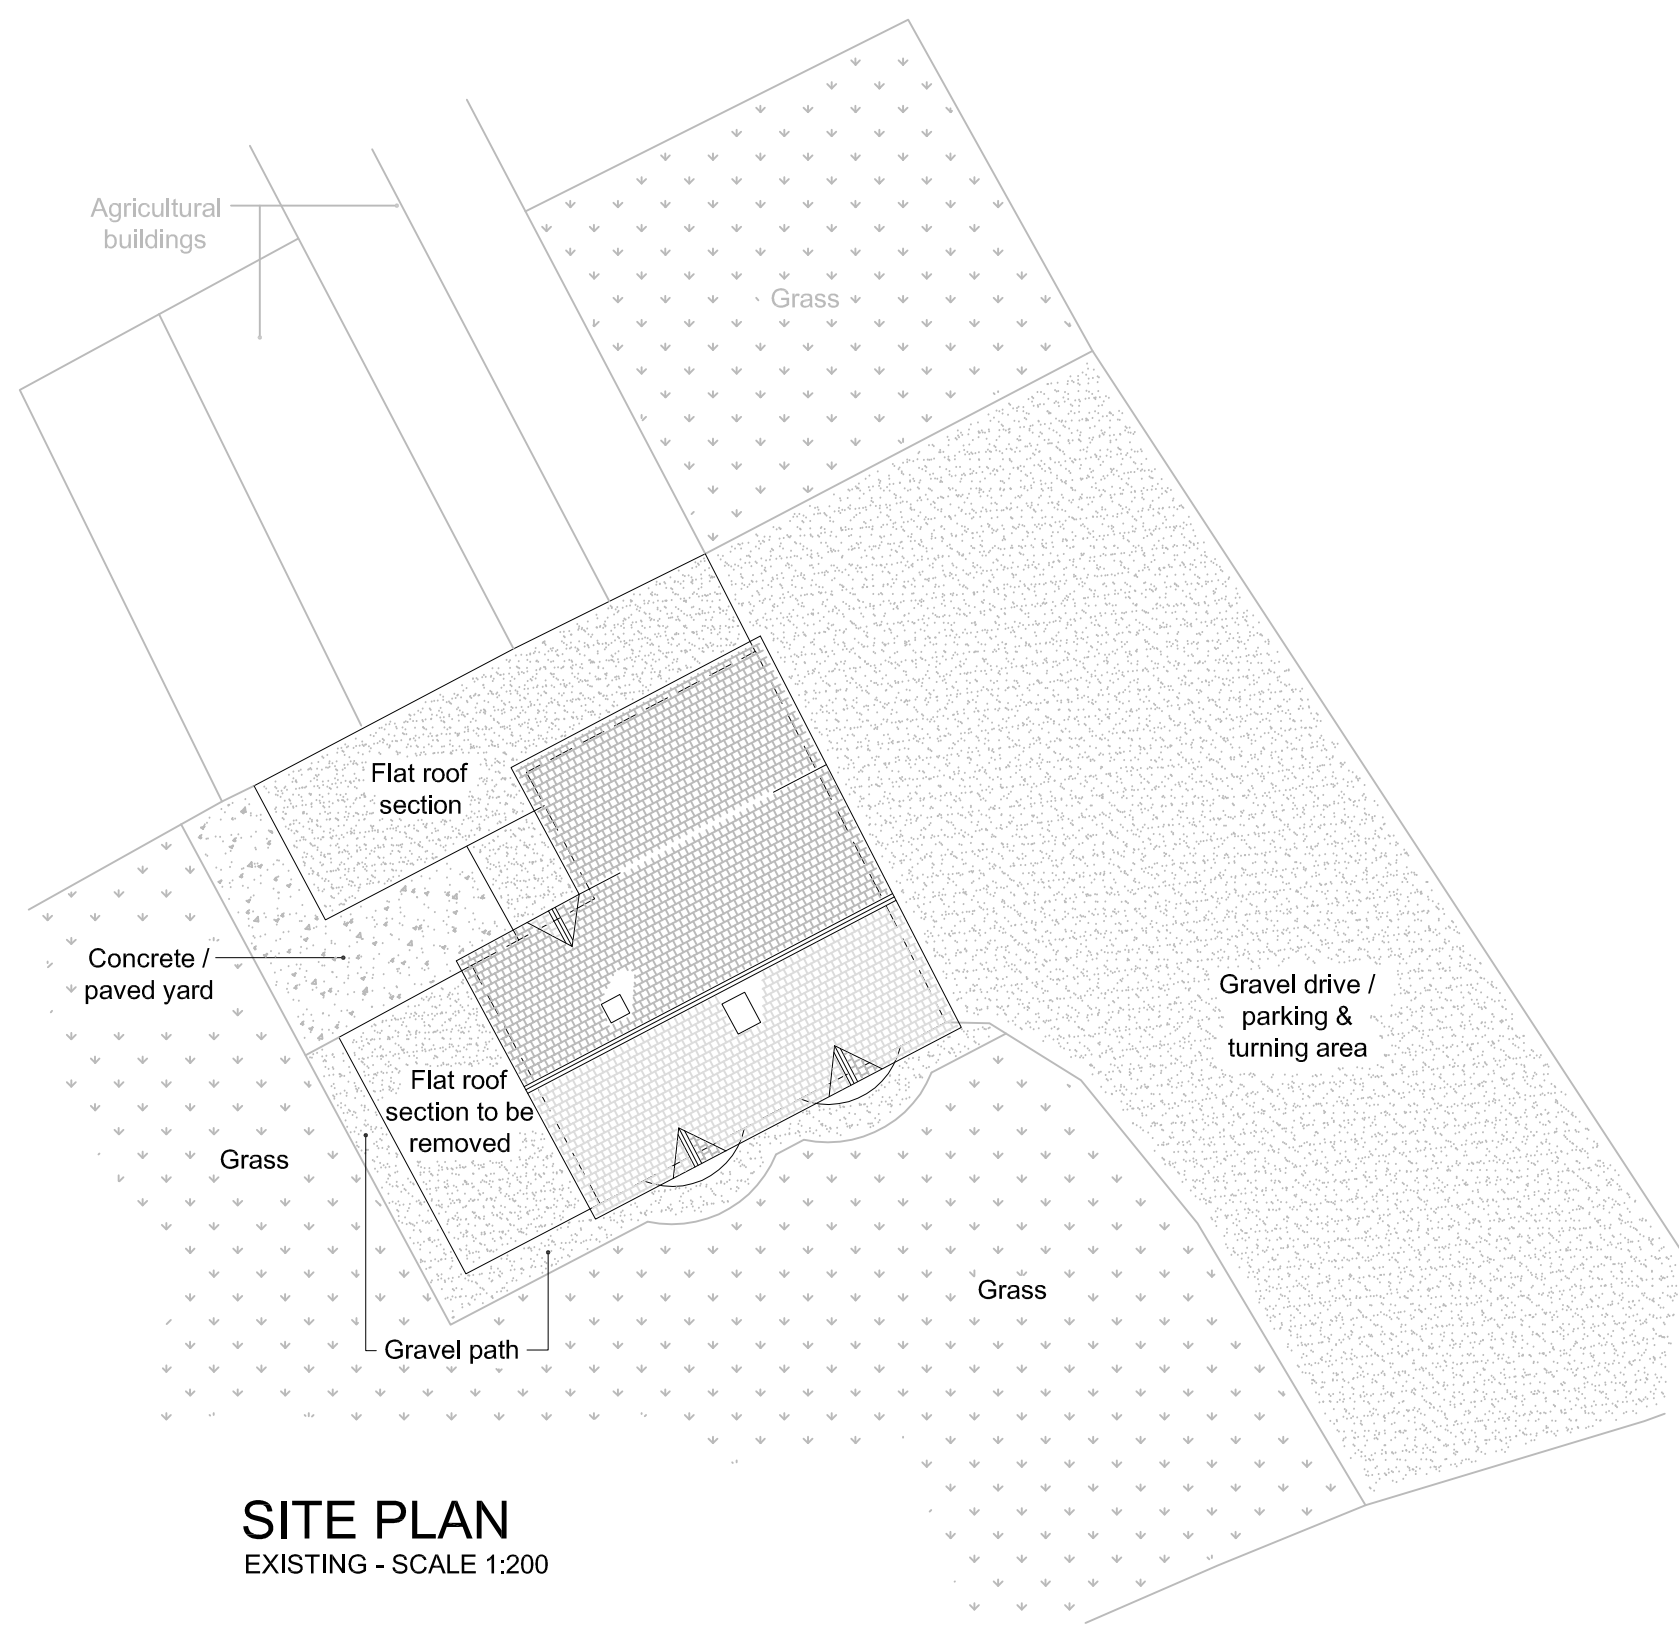 Agricultural
buildings
Grass
Flat roof
section
Concrete /
paved yard
Gravel drive /
parking &
turning area
Flat roof
section to be
removed
Grass
Grass
Gravel path
SITE PLAN
EXISTING - SCALE 1:200